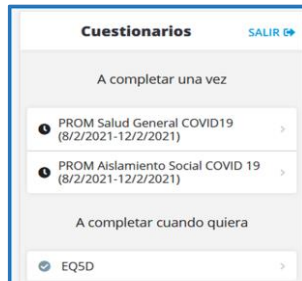 Cuestionarios SALIR
A completar una vez
PROM Salud General COVID19
(8/2/2021-12/2/2021)
PROM Aislamiento Social COVID 19
(8/2/2021-12/2/2021)
A completar cuando quiera
EQ5D